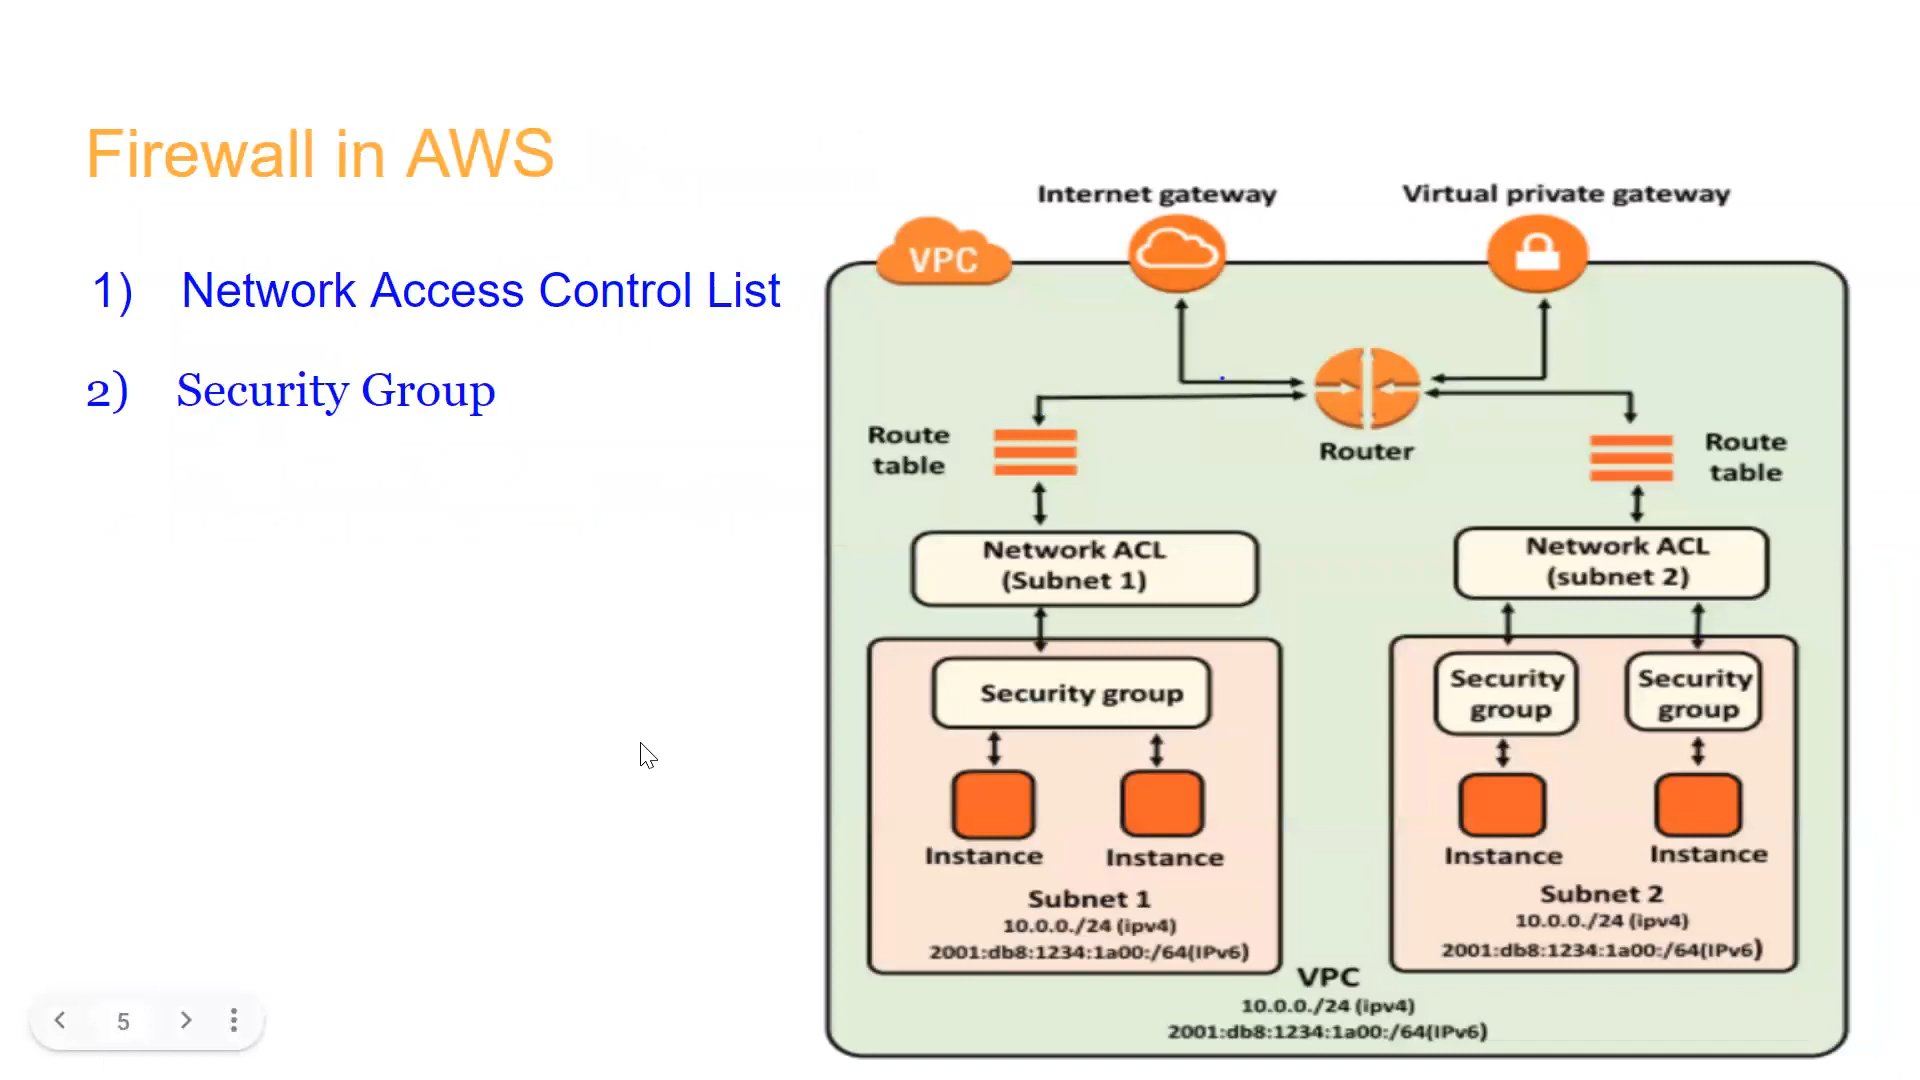 Firewall in AWS
1) Network Access Control List
2) Security Group
Internet gateway
Virtual private gateway
VPC
Router
Route
table
Route
table
Network ACL
(Subnet 1)
Network ACL
(subnet 2)
Security group
Security
group
Security
group
Instance
Instance
Instance
Instance
Subnet 1
10.0.0./24 (ipv4)
2001:db8:1234:1a00:/64(IPv6)
Subnet 2
10.0.0./24 (ipv4)
2001:db8:1234:1a00:/64(IPv6)
VPC
10.0.0./24 (ipv4)
2001:db8:1234:1a00:/64(IPv6)
5